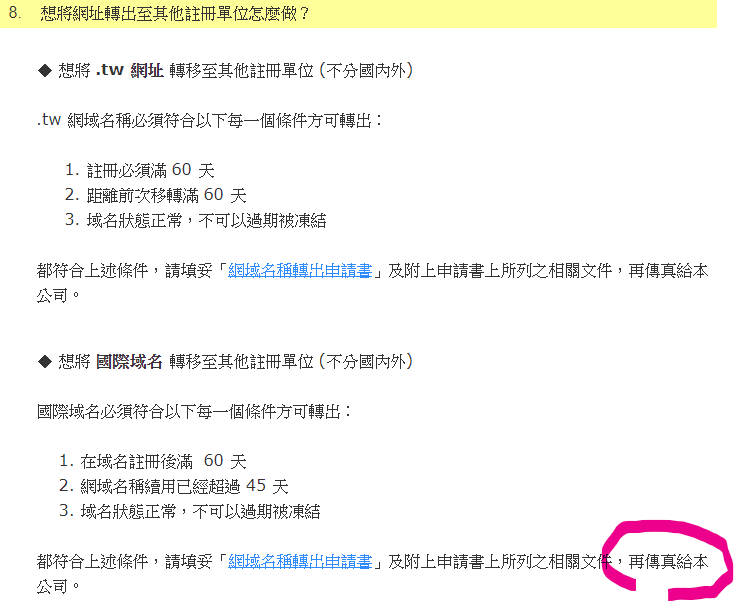 8. 想將網址轉出至其他註冊單位怎麼做？
◆ 想將 .tw 網址 轉移至其他註冊單位 (不分國內外)
.tw 網域名稱必須符合以下每一個條件方可轉出：
1. 註冊必須滿 60 天
2. 距離前次移轉滿 60 天
3. 域名狀態正常，不可以過期被凍結
都符合上述條件，請填妥「網域名稱轉出申請書」及附上申請書上所列之相關文件，再傳真給本
公司。
◆ 想將 國際域名 轉移至其他註冊單位 (不分國內外)
國際域名必須符合以下每一個條件方可轉出：
1. 在域名註冊後滿 60 天
2. 網域名稱續用已經超過 45 天
3. 域名狀態正常，不可以過期被凍結
都符合上述條件，請填妥「網域名稱轉出申請書」及附上申請書上所列之相關文件，再傳真給本
公司。